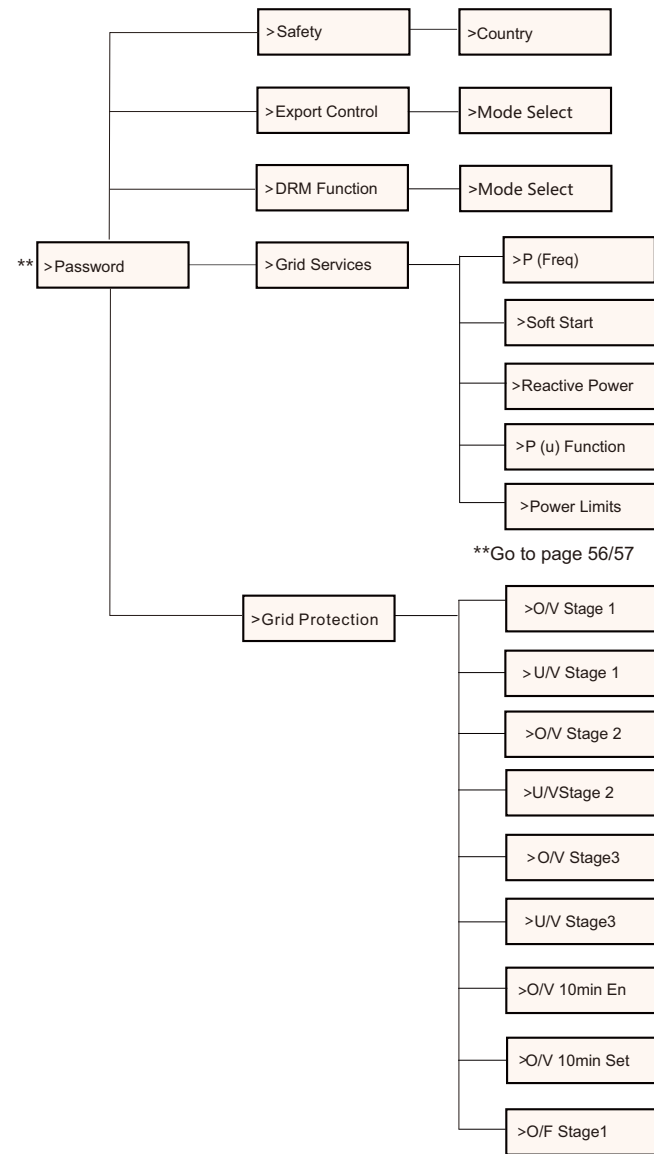 >Safety
>Country
>Export Control
>Mode Select
>DRM Function
>Mode Select
**
>Password
>Grid Services
>P (Freq)
>Soft Start
>Reactive Power
>P (u) Function
>Power Limits
**Go to page 56/57
>Grid Protection
>O/V Stage 1
>U/V Stage 1
>O/V Stage 2
>U/VStage 2
>O/V Stage3
>U/V Stage3
>O/V 10min En
>O/V 10min Set
>O/F Stage1